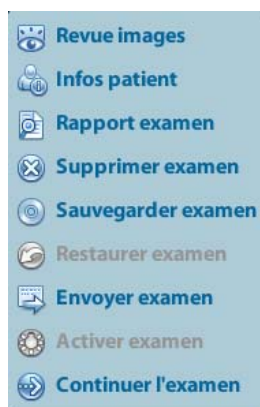 Revue images
Infos patient
Rapport examen
Supprimer examen
Sauvegarder examen
Restaurer examen
Envoyer examen
Activer examen
Continuer l'examen